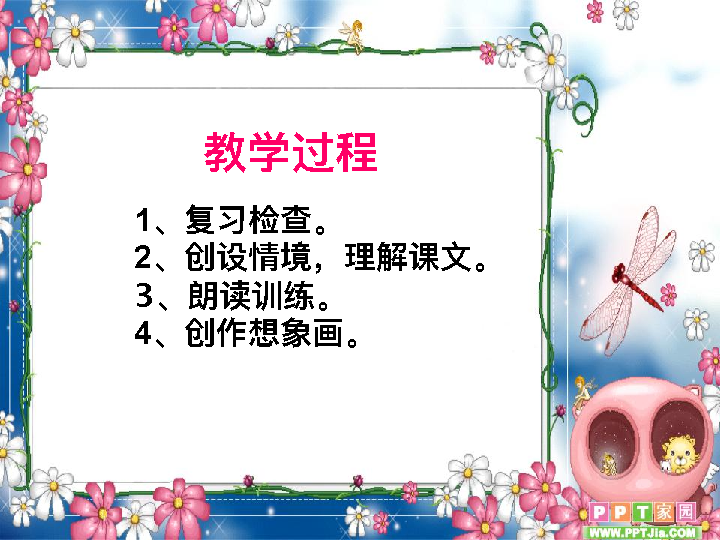 教学过程
1、复习检查。
2、创设情境，理解课文。
3、朗读训练。
4、创作想象画。
PPT家园
WWW.PPTJia.COM